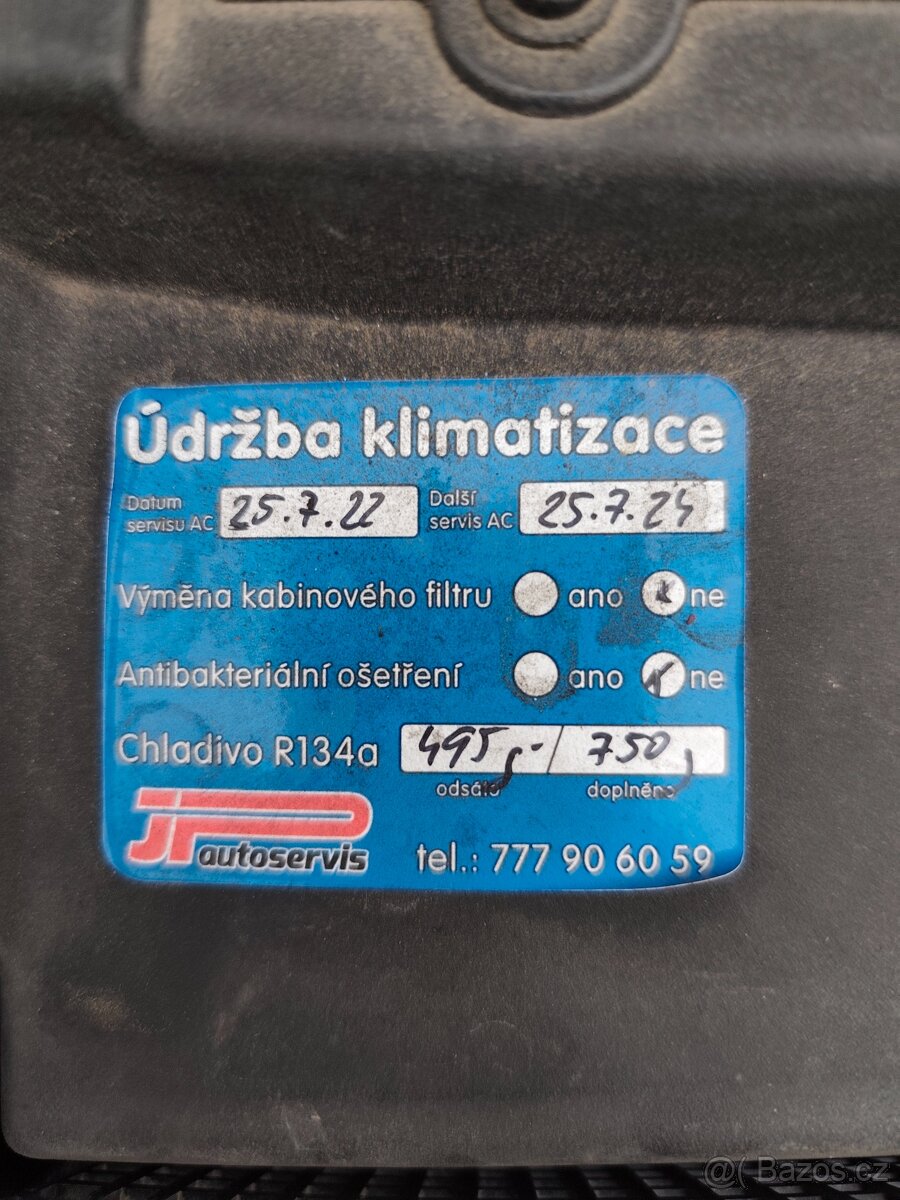 Údržba klimatizace
Datum servisu AC 25.7.22 Další servis AC 25.7.24
Výměna kabinového filtru ano ne
Antibakteriální ošetření ano ne
Chladivo R134a 495,- / 750,
odsáto doplněno
JP autoservis tel.: 777 90 60 59
@( Bazos.cz